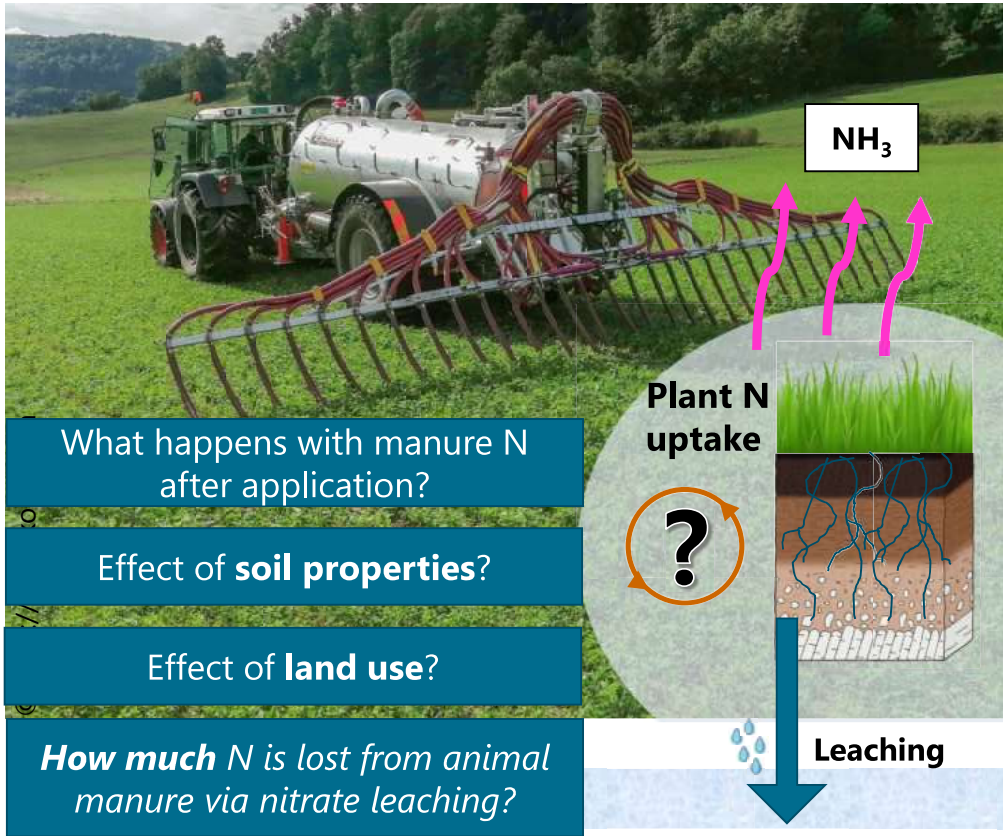 NH₃
Plant N
uptake
What happens with manure N
after application?
?
Effect of soil properties?
Effect of land use?
How much N is lost from animal
manure via nitrate leaching?
Leaching